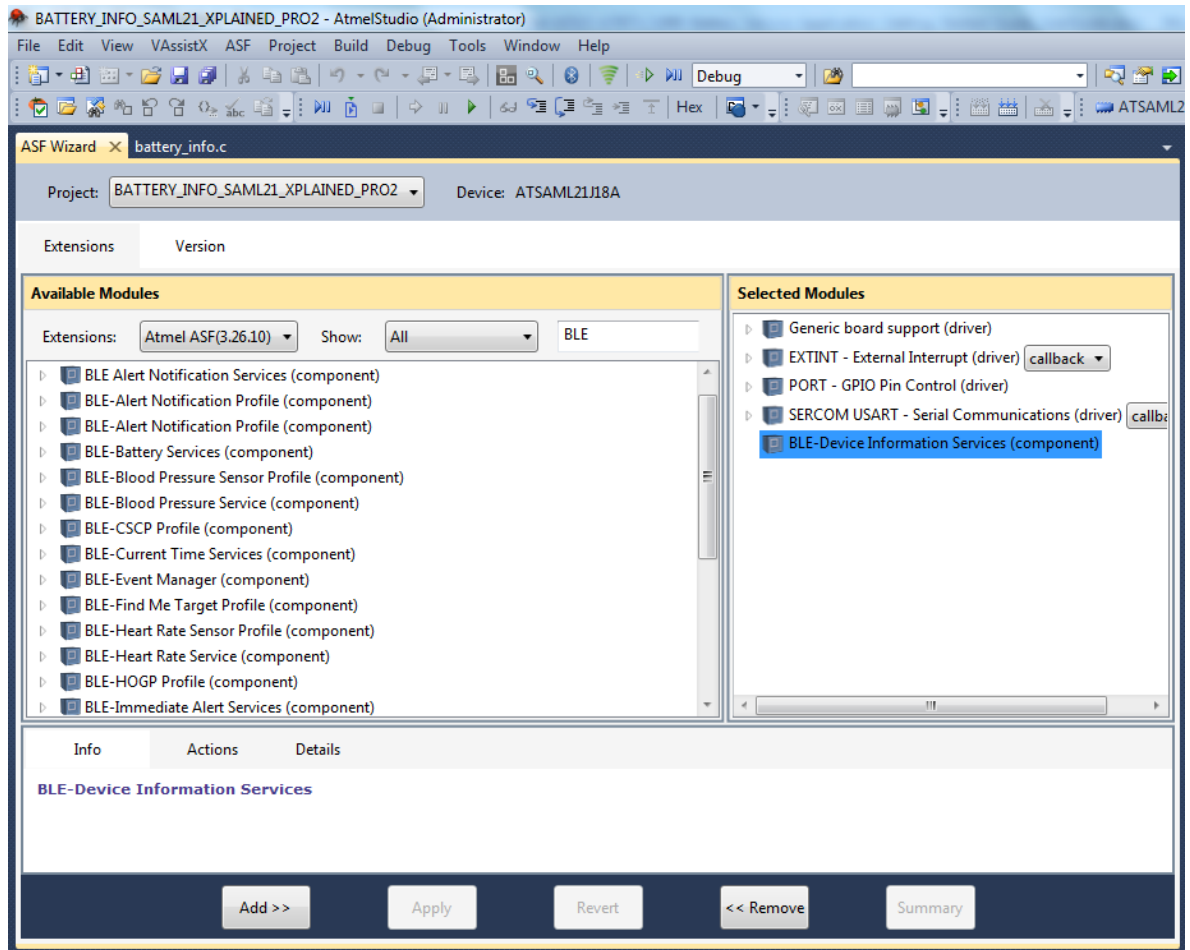 BATTERY_INFO_SAML21_XPLAINED_PRO2 - AtmelStudio (Administrator)
File Edit View VAssistX ASF Project Build Debug Tools Window Help
Debug
Hex ATSAML2
ASF Wizard battery_info.c
Project: BATTERY_INFO_SAML21_XPLAINED_PRO2 Device: ATSAML21J18A
Extensions Version
Available Modules
Extensions: Atmel ASF(3.26.10) Show: All BLE
BLE Alert Notification Services (component)
BLE-Alert Notification Profile (component)
BLE-Alert Notification Profile (component)
BLE-Battery Services (component)
BLE-Blood Pressure Sensor Profile (component)
BLE-Blood Pressure Service (component)
BLE-CSCP Profile (component)
BLE-Current Time Services (component)
BLE-Event Manager (component)
BLE-Find Me Target Profile (component)
BLE-Heart Rate Sensor Profile (component)
BLE-Heart Rate Service (component)
BLE-HOGP Profile (component)
BLE-Immediate Alert Services (component)
Selected Modules
Generic board support (driver)
EXTINT - External Interrupt (driver) callback
PORT - GPIO Pin Control (driver)
SERCOM USART - Serial Communications (driver) callba
BLE-Device Information Services (component)
Info Actions Details
BLE-Device Information Services
Add >> Apply Revert << Remove Summary